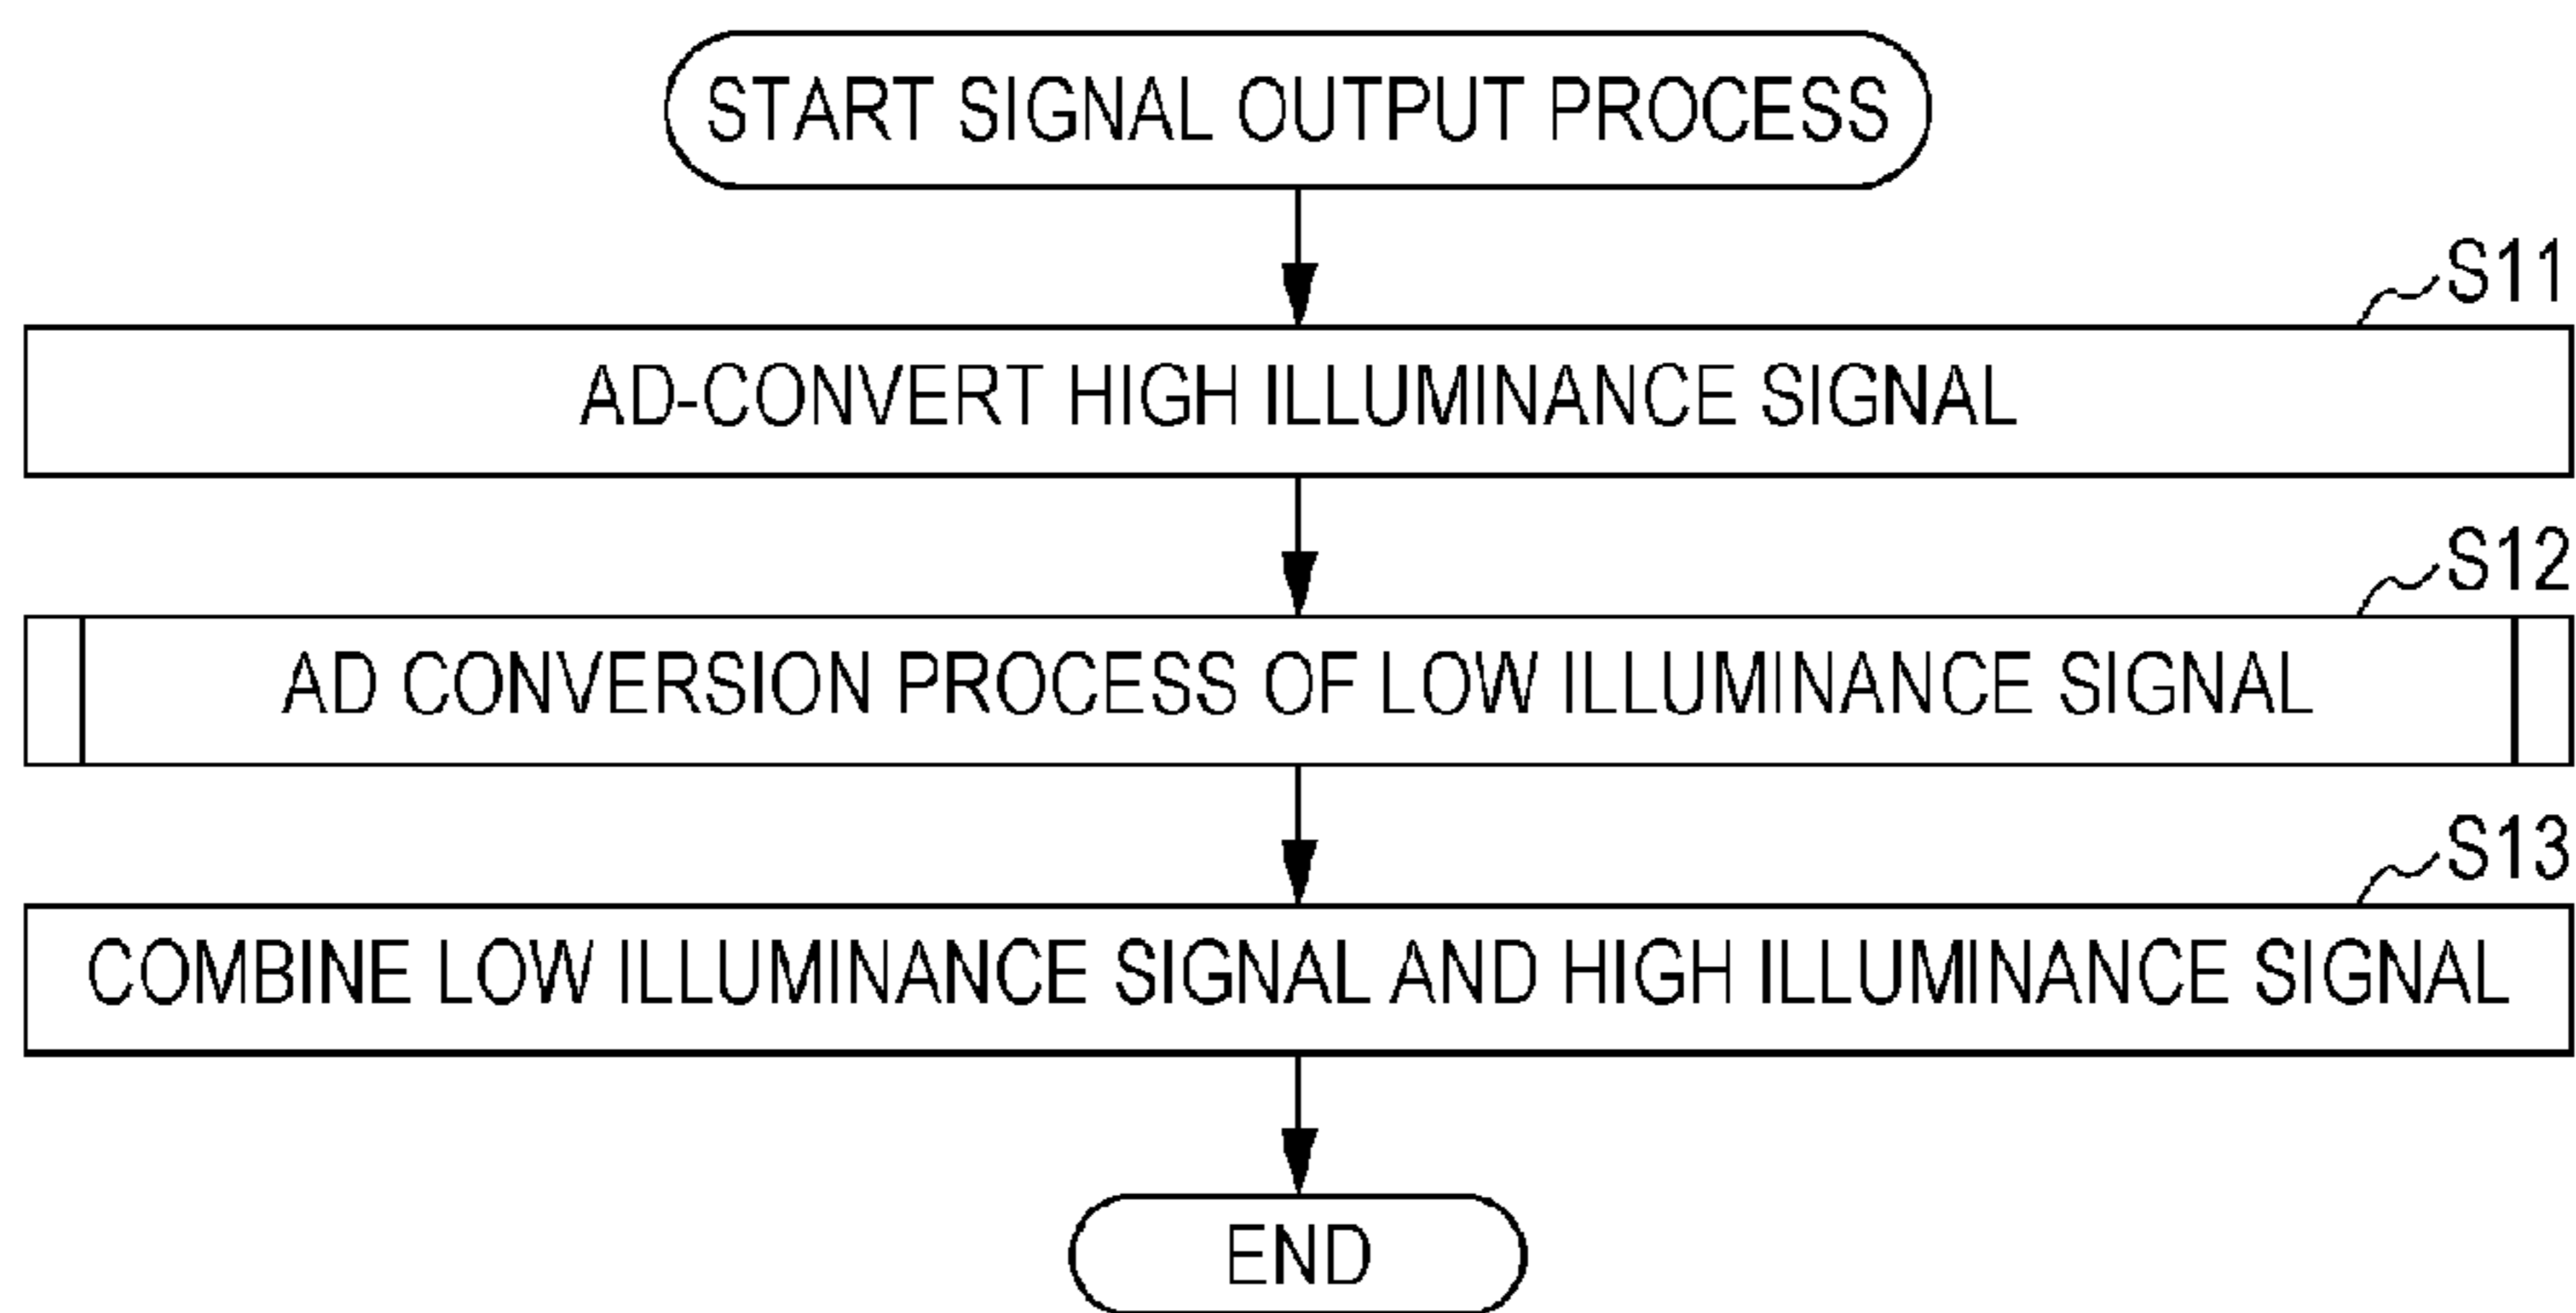 START SIGNAL OUTPUT PROCESS
S11
AD-CONVERT HIGH ILLUMINANCE SIGNAL
S12
AD CONVERSION PROCESS OF LOW ILLUMINANCE SIGNAL
S13
COMBINE LOW ILLUMINANCE SIGNAL AND HIGH ILLUMINANCE SIGNAL
END